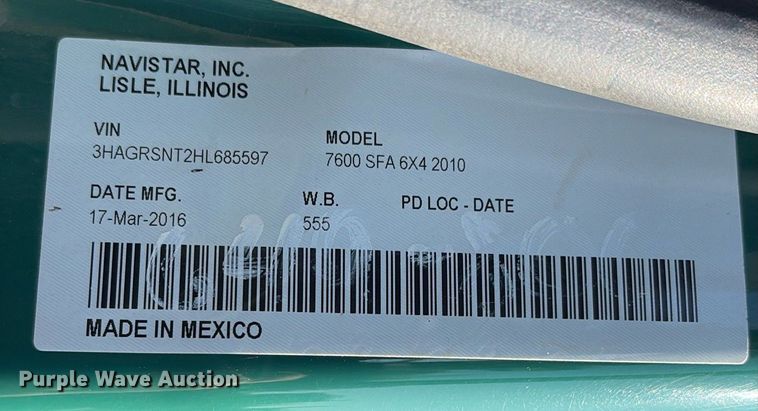 NAVISTAR, INC.
LISLE, ILLINOIS
VIN
3HAGRSNT2HL685597
MODEL
7600 SFA 6X4 2010
DATE MFG.
17-Mar-2016
W.B.
555
PD LOC - DATE
MADE IN MEXICO
Purple Wave Auction